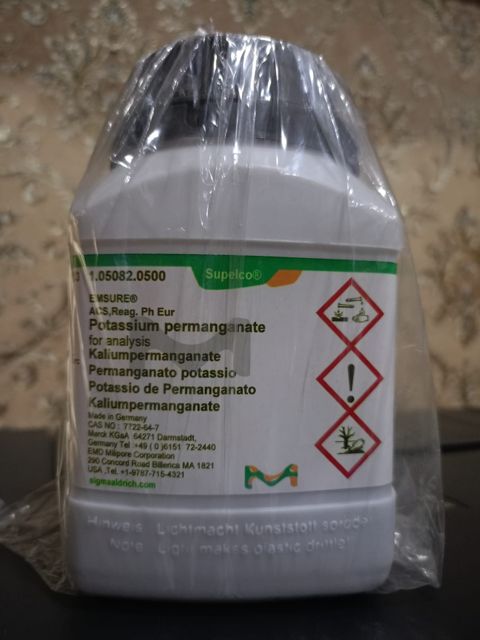 1.05082.0500
Supelco®
EMSURE®
ACS,Reag. Ph Eur
Potassium permanganate
for analysis
Kaliumpermanganate
Permanganato potassio
Potassio de Permanganato
Kaliumpermanganate
Made in Germany
CAS NO : 7722-64-7
Merck KGaA 64271 Darmstadt,
Germany Tel :+49 ( 0 )6151 72-2440
EMD Millipore Corporation
290 Concord Road Billerica MA 1821
USA ,Tel. +1-9787-715-4321
sigmaaldrich.com
M
Hinweis Lichtmacht Kunststoff spröde!
Note Light makes plastic brittle!